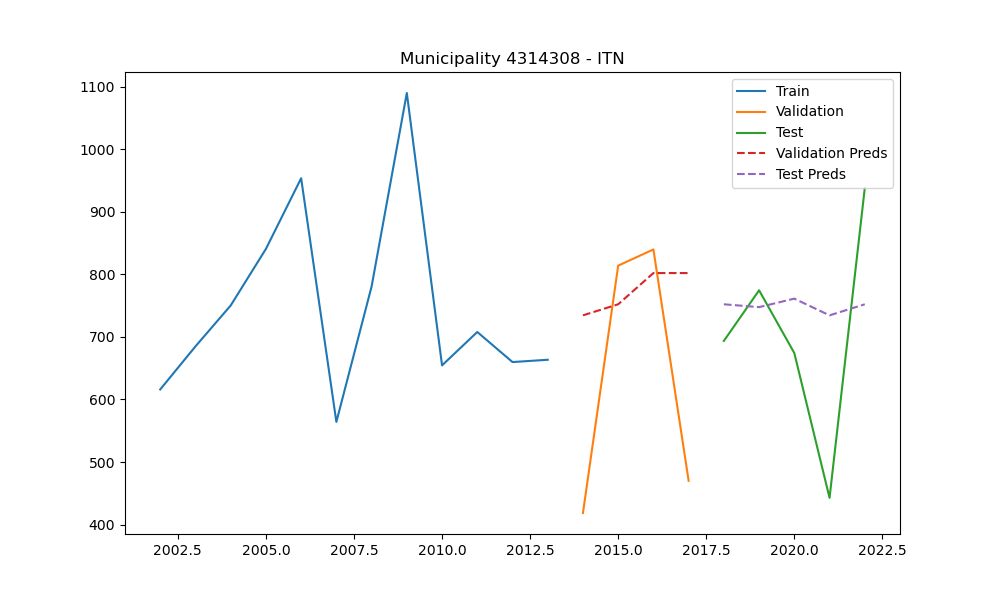 Municipality 4314308 - ITN
1100
1000
900
800
700
600
500
400
Train
Validation
Test
Validation Preds
Test Preds
2002.5 2005.0 2007.5 2010.0 2012.5 2015.0 2017.5 2020.0 2022.5